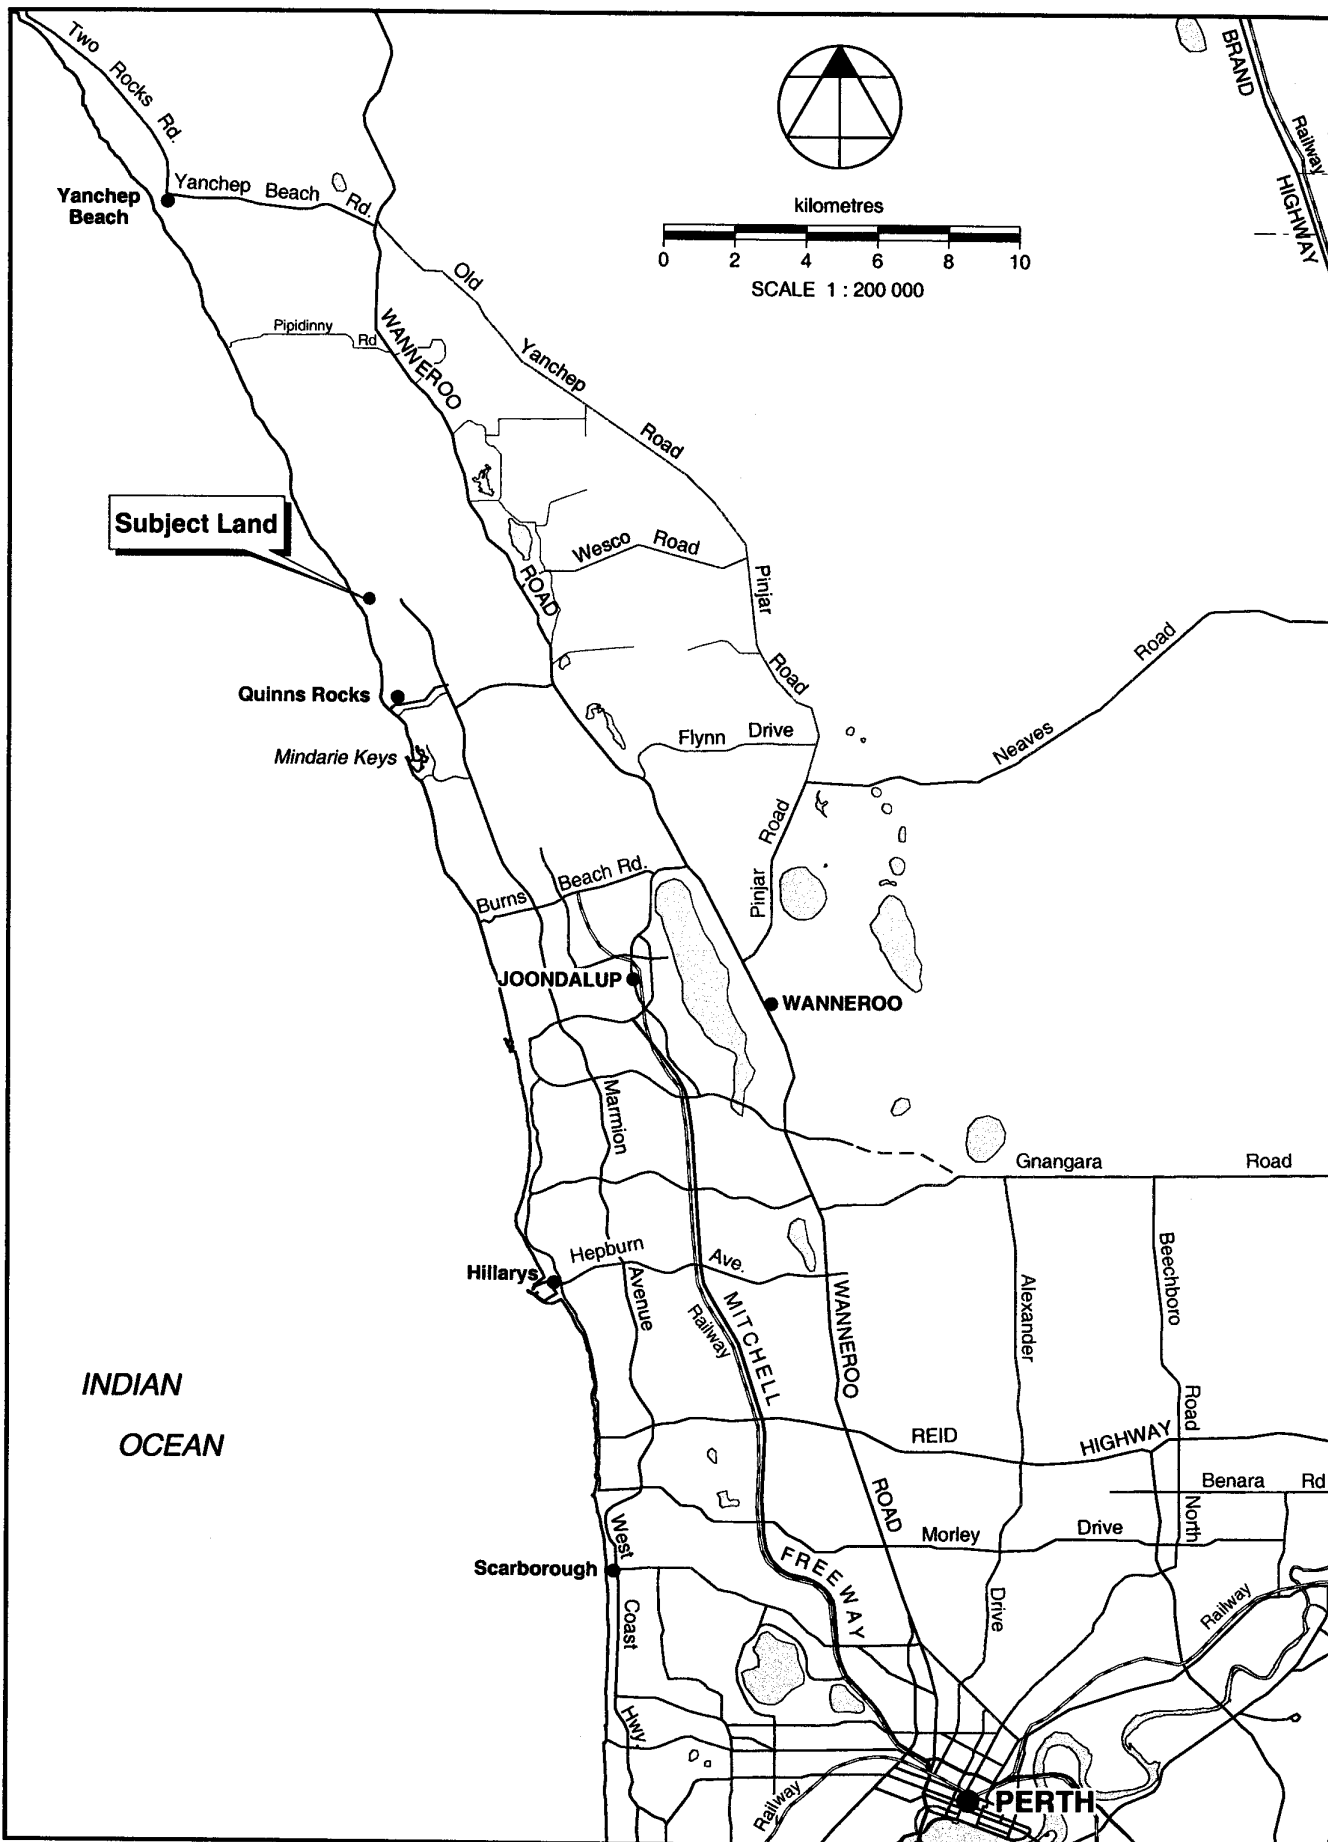 Two Rocks Rd.
BRAND
Railway
HIGHWAY
Yanchep
Beach
Yanchep Beach Rd.
kilometres
0 2 4 6 8 10
SCALE 1 : 200 000
Old Yanchep Road
Pipidinny Rd
WANNEROO
Subject Land
Wesco Road
ROAD
Pinjar
Road
Road
Neaves
Quinns Rocks
Flynn Drive
Mindarie Keys
Road
Pinjar
Burns Beach Rd.
JOONDALUP
WANNEROO
Marmion
Gnangara Road
Hepburn Ave.
Hillarys
Avenue
Railway
MITCHELL
WANNEROO
Alexander
Beechboro
INDIAN
OCEAN
Road
REID HIGHWAY
Benara Rd
ROAD
North
West
Morley Drive
Scarborough
FREEWAY
Drive
Railway
Coast
Hwy.
Railway
PERTH